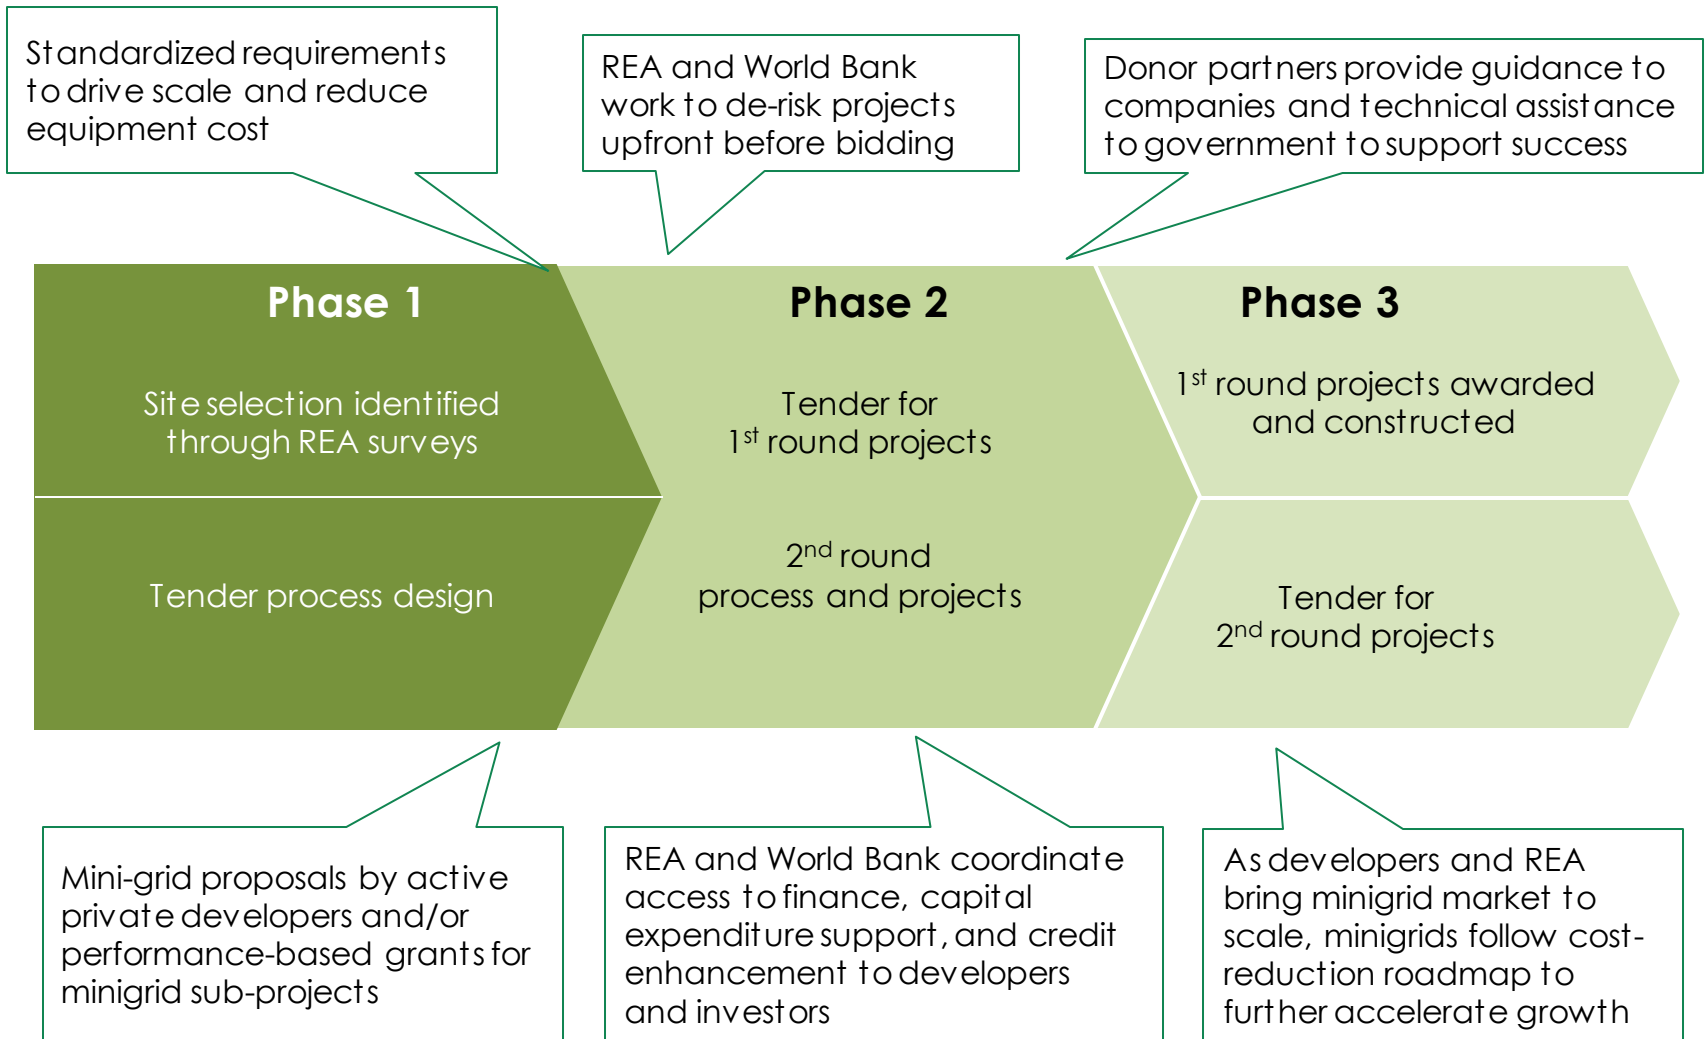 Standardized requirements
to drive scale and reduce
equipment cost
REA and World Bank
work to de-risk projects
upfront before bidding
Donor partners provide guidance to
companies and technical assistance
to government to support success
Phase 1
Site selection identified
through REA surveys
Tender process design
Phase 2
Tender for
1st round projects
2nd round
process and projects
Phase 3
1st round projects awarded
and constructed
Tender for
2nd round projects
Mini-grid proposals by active
private developers and/or
performance-based grants for
minigrid sub-projects
REA and World Bank coordinate
access to finance, capital
expenditure support, and credit
enhancement to developers
and investors
As developers and REA
bring minigrid market to
scale, minigrids follow cost-
reduction roadmap to
further accelerate growth